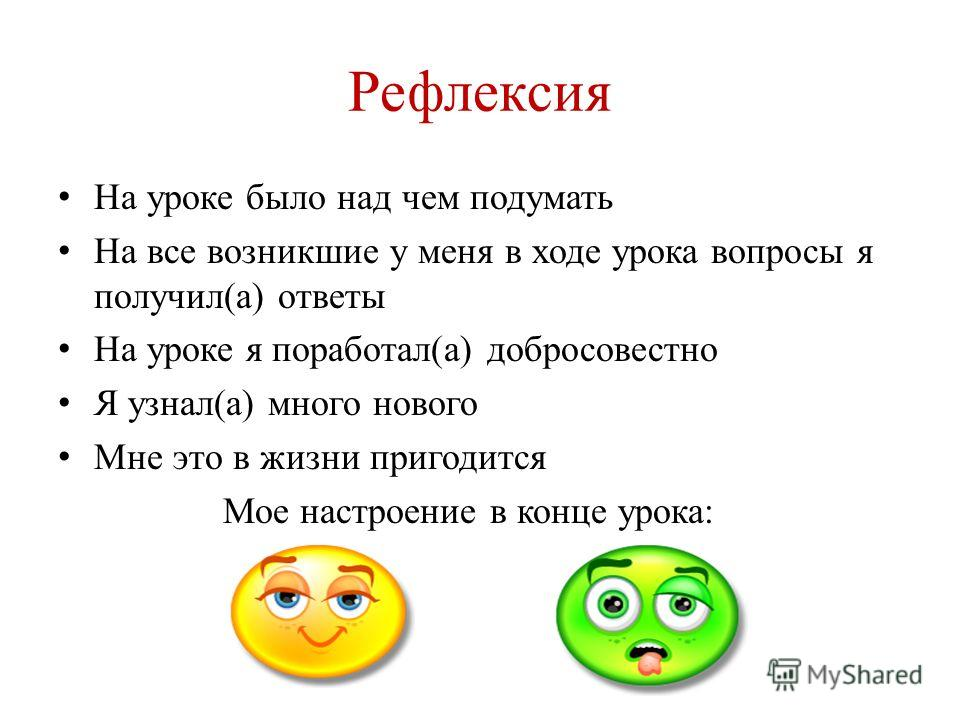 Рефлексия
• На уроке было над чем подумать
• На все возникшие у меня в ходе урока вопросы я
получил(а) ответы
• На уроке я поработал(а) добросовестно
• Я узнал(а) много нового
• Мне это в жизни пригодится
Мое настроение в конце урока:
MyShared